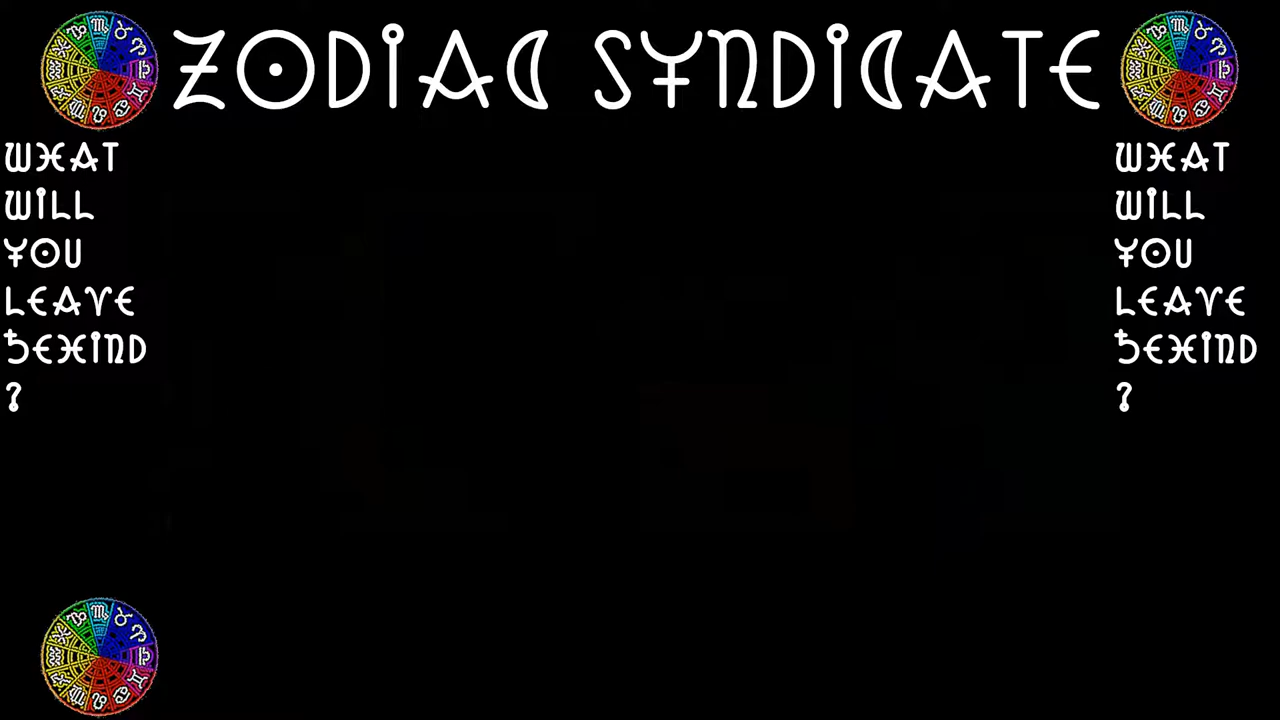 ZODIAC SYNDICATE
WHAT
WILL
YOU
LEAVE
BEHIND
?
WHAT
WILL
YOU
LEAVE
BEHIND
?